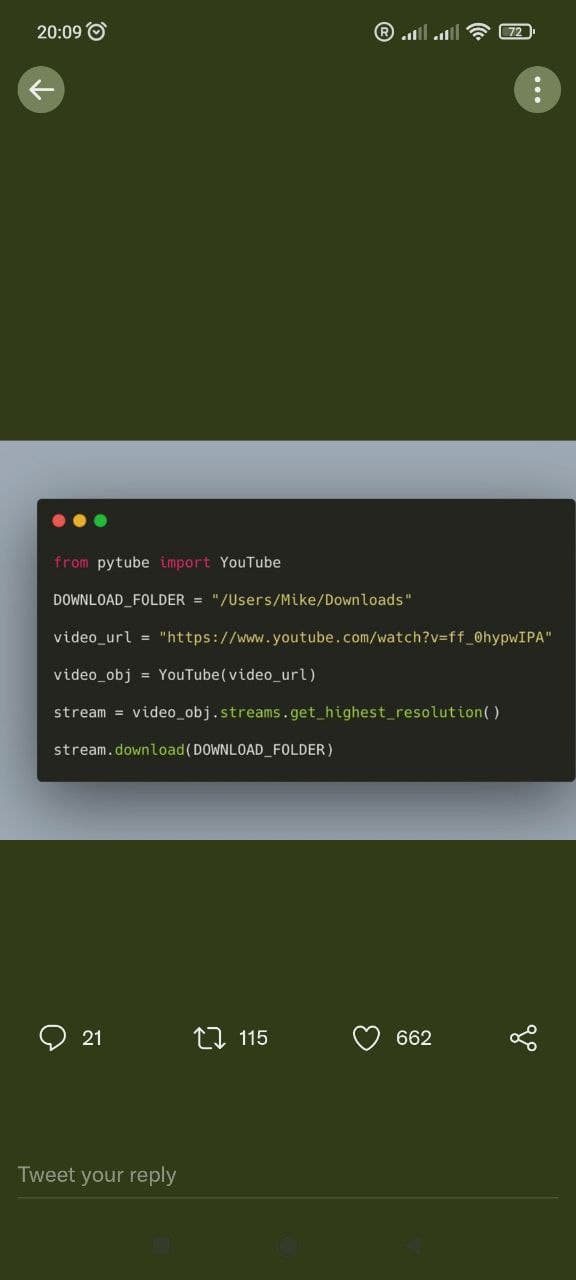 20:09
R
72
from pytube import YouTube
DOWNLOAD_FOLDER = "/Users/Mike/Downloads"
video_url = "https://www.youtube.com/watch?v=ff_0hypwIPA"
video_obj = YouTube(video_url)
stream = video_obj.streams.get_highest_resolution()
stream.download(DOWNLOAD_FOLDER)
21 115 662
Tweet your reply